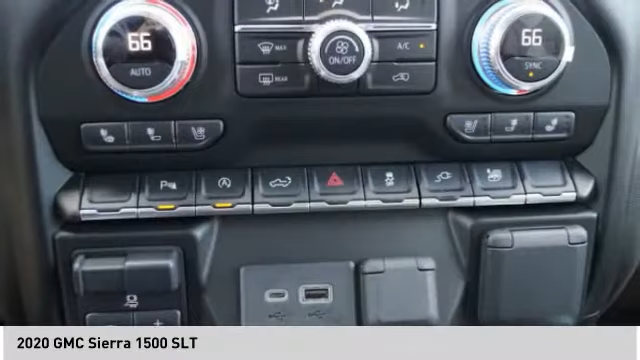 66
AUTO
MAX
REAR
ON/OFF
A/C
66
SYNC
P
A
2020 GMC Sierra 1500 SLT